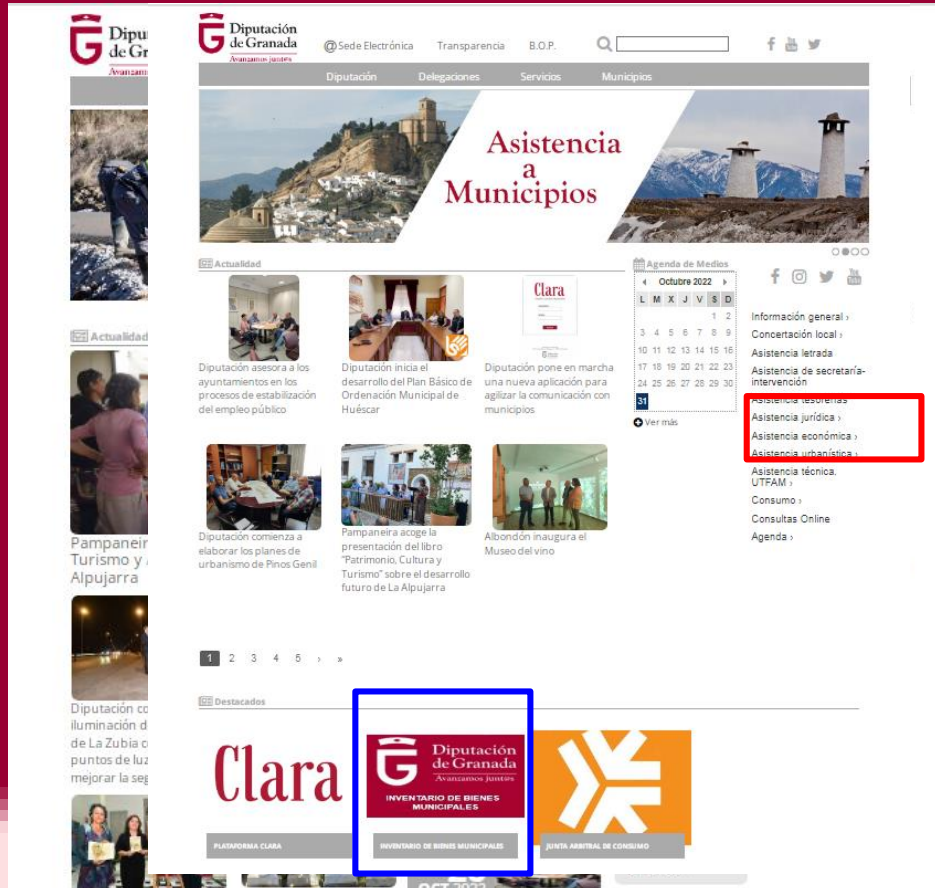 Dipu
de Gr
Avanzam
Diputación
de Granada
Avanzamos juntos
@ Sede Electrónica Transparencia B.O.P.
Diputación Delegaciones Servicios Municipios
Asistencia
a
Municipios
Actualidad
Clara
Diputación asesora a los
ayuntamientos en los
procesos de estabilización
del empleo público
Diputación inicia el
desarrollo del Plan Básico de
Ordenación Municipal de
Huéscar
Diputación pone en marcha
una nueva aplicación para
agilizar la comunicación con
municipios
Agenda de Medios
Octubre 2022
L M X J V S D
1 2
3 4 5 6 7 8 9
10 11 12 13 14 15 16
17 18 19 20 21 22 23
24 25 26 27 28 29 30
31
Ver más
Información general ›
Concertación local ›
Asistencia letrada
Asistencia de secretaría-
intervención
Asistencia tesorerías
Asistencia jurídica ›
Asistencia económica ›
Asistencia urbanística ›
Asistencia técnica.
UTFAM ›
Consumo ›
Consultas Online
Agenda ›
Diputación comienza a
elaborar los planes de
urbanismo de Pinos Genil
Pampaneira acoge la
presentación del libro
"Patrimonio, Cultura y
Turismo" sobre el desarrollo
futuro de La Alpujarra
Albondón inaugura el
Museo del vino
1 2 3 4 5 › »
Destacados
Clara
PLATAFORMA CLARA
Diputación
de Granada
Avanzamos juntos
INVENTARIO DE BIENES
MUNICIPALES
INVENTARIO DE BIENES MUNICIPALES
JUNTA ARBITRAL DE CONSUMO
Actualidad
Pampaneir
Turismo y
Alpujarra
Diputación co
iluminación d
de La Zubia c
puntos de luz
mejorar la seg
OCT 2022